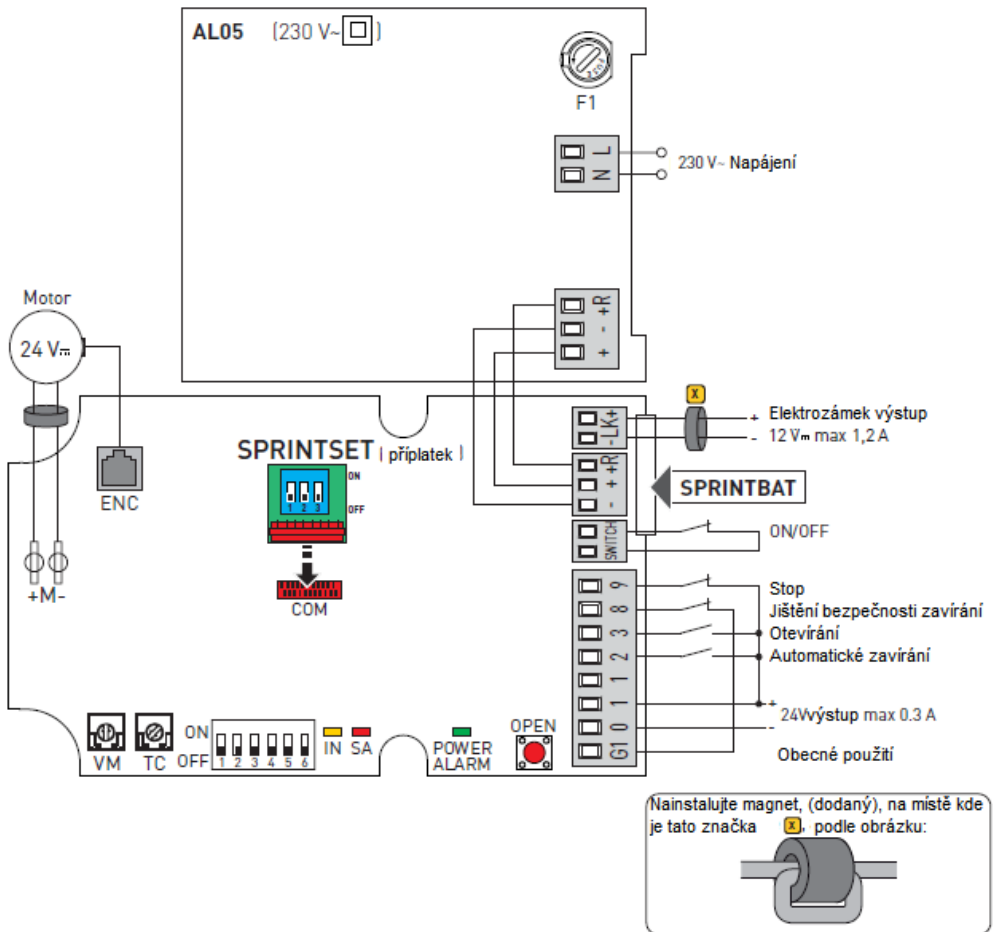 AL05 (230 V~ )
F1
L
N
230 V~ Napájení
+R
-
+
Motor
24 V
ENC
+M-
SPRINTSET ( příplatek )
ON
1 2 3
OFF
COM
LK+
-
+R
+
-
SWITCH
X
+ Elektrozámek výstup
- 12 V max 1,2 A
SPRINTBAT
ON/OFF
9 Stop
8 Jištění bezpečnosti zavírání
3 Otevírání
2 Automatické zavírání
1
1 +
24Vvýstup max 0.3 A
0 -
G1
Obecné použití
VM
TC
ON
OFF
1 2 3 4 5 6
IN
SA
POWER
ALARM
OPEN
Nainstalujte magnet, (dodaný), na místě kde
je tato značka X, podle obrázku: